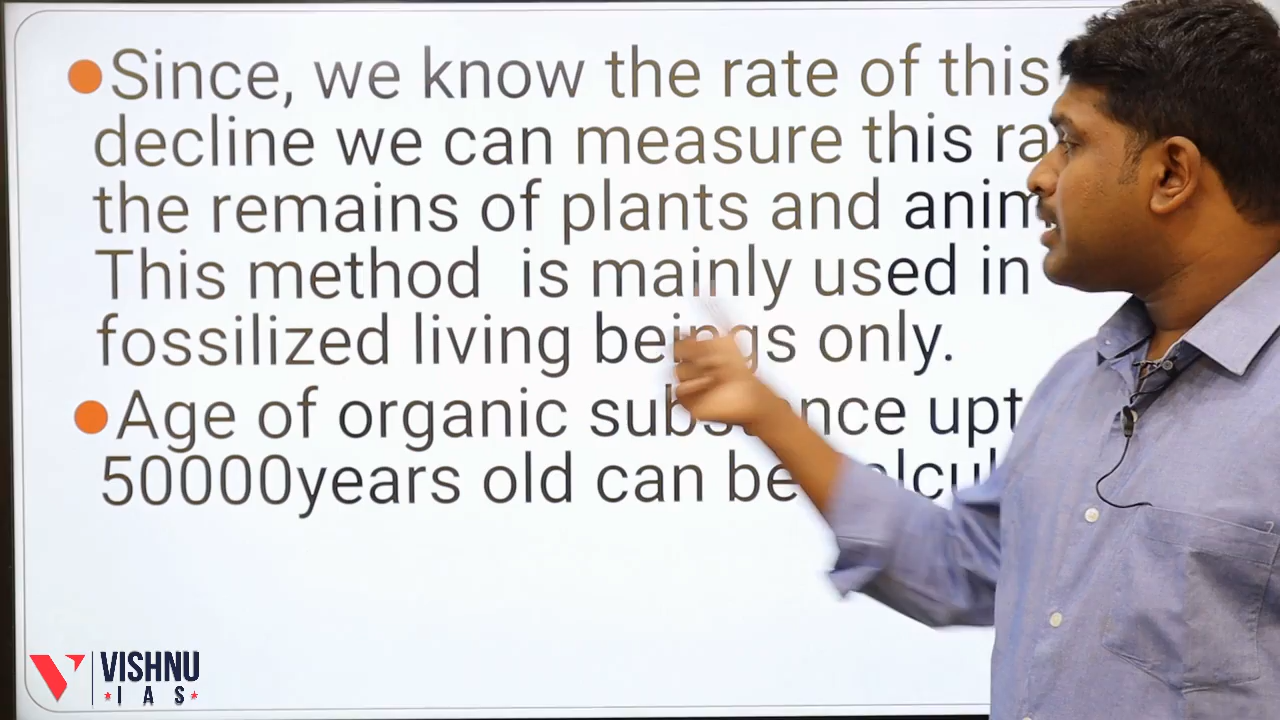 Since, we know the rate of this
decline we can measure this
the remains of plants and
This method is mainly used in
fossilized living beings only.
Age of organic
50000years old can be
VISHNU
IAS